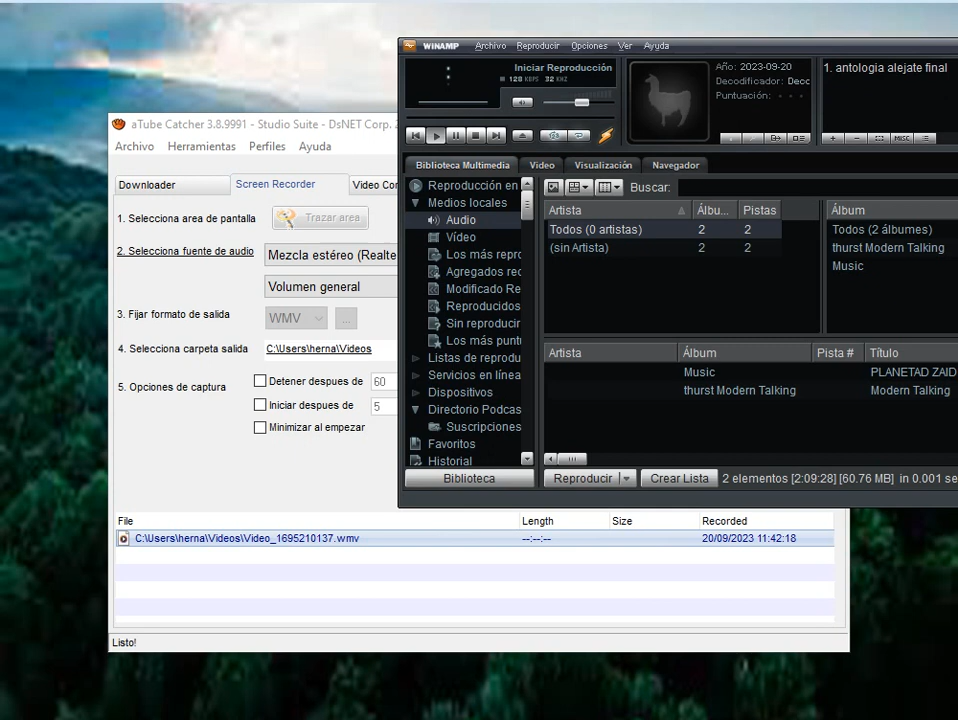 WINAMP Archivo Reproducir Opciones Ver Ayuda
Iniciar Reproducción
128 KBPS 32 KHZ
Año: 2023-09-20
Decodificador: Decc
Puntuación:
1. antologia alejate final
MISC
aTube Catcher 3.8.9991 - Studio Suite - DsNET Corp. 2
Archivo Herramientas Perfiles Ayuda
Downloader Screen Recorder Video Con
1. Selecciona area de pantalla Trazar area
2. Selecciona fuente de audio Mezcla estéreo (Realte
Volumen general
3. Fijar formato de salida WMV ...
4. Selecciona carpeta salida C:\Users\herna\Videos
5. Opciones de captura
Detener despues de 60
Iniciar despues de 5
Minimizar al empezar
Biblioteca Multimedia Video Visualización Navegador
Reproducción en
Medios locales
Audio
Vídeo
Los más repro
Agregados rec
Modificado Re
Reproducidos
Sin reproducir
Los más punt
Listas de reprodu
Servicios en línea
Dispositivos
Directorio Podcas
Suscripciones
Favoritos
Historial
Biblioteca
Buscar:
Artista Álbu... Pistas
Todos (0 artistas) 2 2
(sin Artista) 2 2
Álbum
Todos (2 álbumes)
thurst Modern Talking
Music
Artista Álbum Pista # Título
Music PLANETAD ZAID
thurst Modern Talking Modern Talking
Reproducir Crear Lista 2 elementos [2:09:28] [60.76 MB] in 0.001 se
File Length Size Recorded
C:\Users\herna\Videos\Video_1695210137.wmv --:--:-- 20/09/2023 11:42:18
Listo!